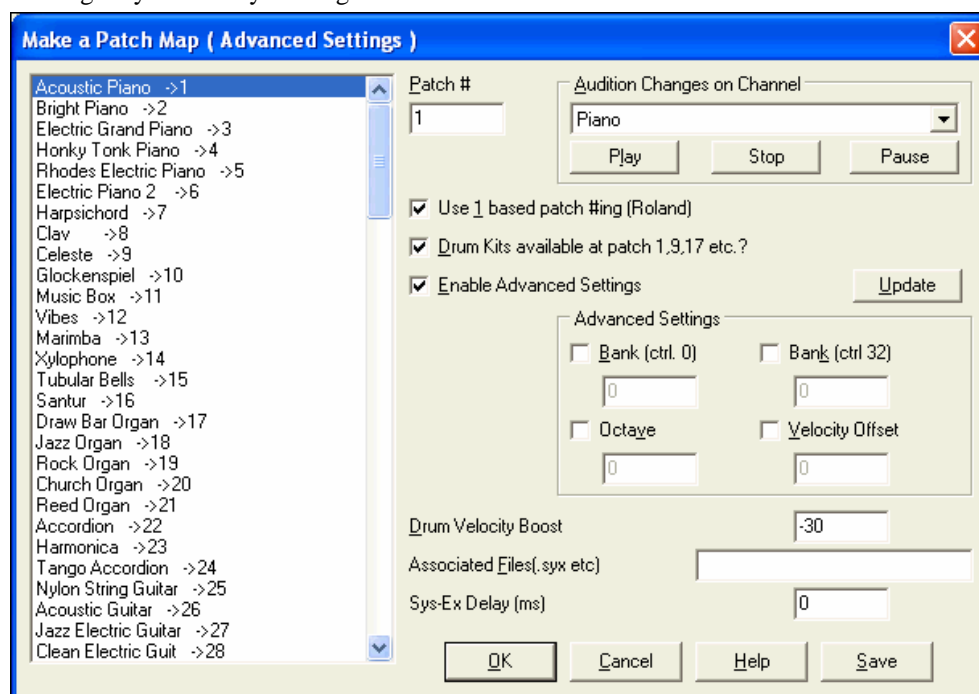 Make a Patch Map ( Advanced Settings )
Acoustic Piano ->1
Bright Piano ->2
Electric Grand Piano ->3
Honky Tonk Piano ->4
Rhodes Electric Piano ->5
Electric Piano 2 ->6
Harpsichord ->7
Clav ->8
Celeste ->9
Glockenspiel ->10
Music Box ->11
Vibes ->12
Marimba ->13
Xylophone ->14
Tubular Bells ->15
Santur ->16
Draw Bar Organ ->17
Jazz Organ ->18
Rock Organ ->19
Church Organ ->20
Reed Organ ->21
Accordion ->22
Harmonica ->23
Tango Accordion ->24
Nylon String Guitar ->25
Acoustic Guitar ->26
Jazz Electric Guitar ->27
Clean Electric Guit ->28
Patch #
1
Audition Changes on Channel
Piano
Play Stop Pause
Use 1 based patch #ing (Roland)
Drum Kits available at patch 1,9,17 etc.?
Enable Advanced Settings
Update
Advanced Settings
Bank (ctrl. 0) Bank (ctrl 32)
0 0
Octave Velocity Offset
0 0
Drum Velocity Boost -30
Associated Files(.syx etc)
Sys-Ex Delay (ms) 0
OK Cancel Help Save